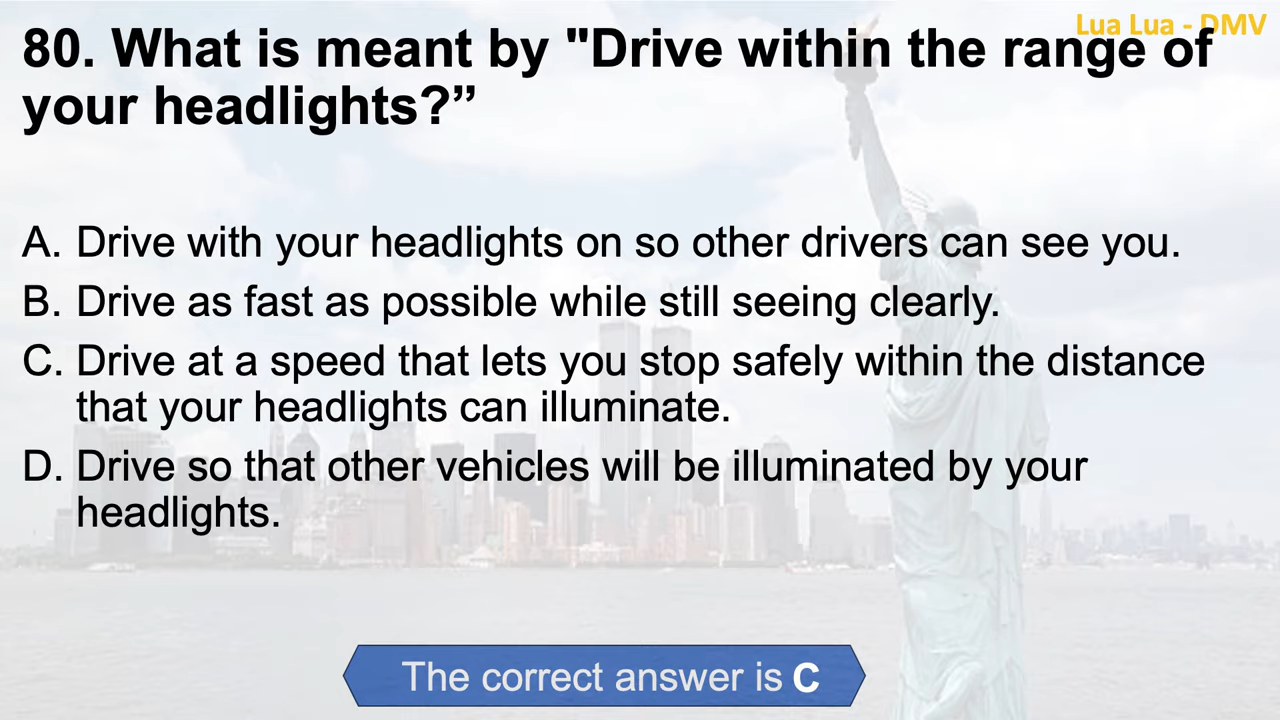 Lua Lua - DMV
80. What is meant by "Drive within the range of
your headlights?”
A. Drive with your headlights on so other drivers can see you.
B. Drive as fast as possible while still seeing clearly.
C. Drive at a speed that lets you stop safely within the distance
that your headlights can illuminate.
D. Drive so that other vehicles will be illuminated by your
headlights.
The correct answer is C